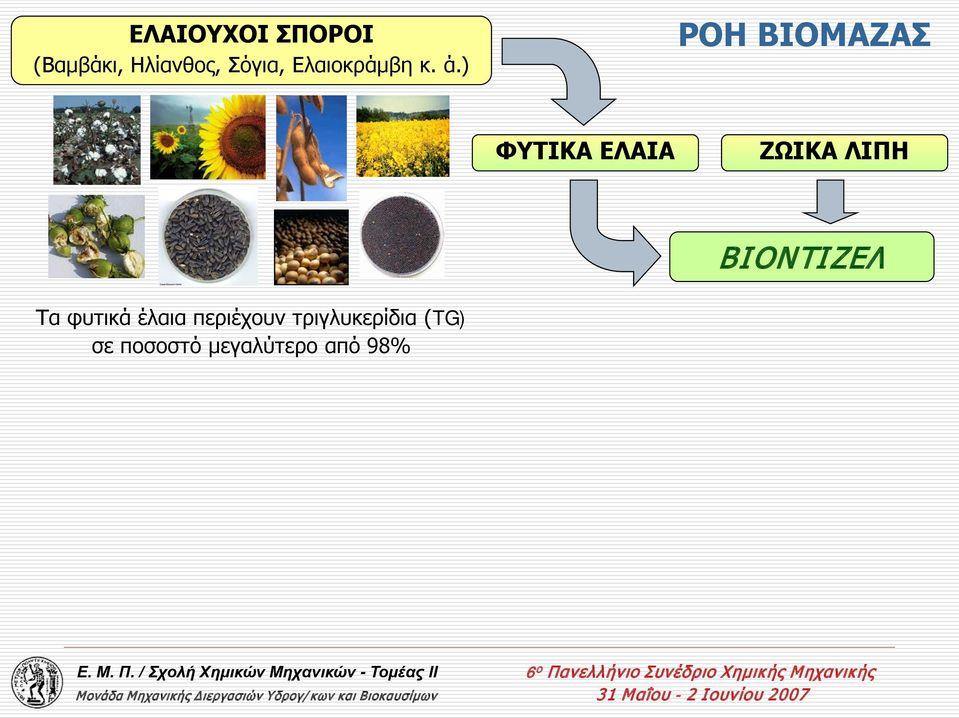 ΕΛΑΙΟΥΧΟΙ ΣΠΟΡΟΙ
(Βαμβάκι, Ηλίανθος, Σόγια, Ελαιοκράμβη κ. ά.)
ΡΟΗ ΒΙΟΜΑΖΑΣ
ΦΥΤΙΚΑ ΕΛΑΙΑ
ΖΩΙΚΑ ΛΙΠΗ
ΒΙΟΝΤΙΖΕΛ
Τα φυτικά έλαια περιέχουν τριγλυκερίδια (TG)
σε ποσοστό μεγαλύτερο από 98%
Ε. Μ. Π. / Σχολή Χημικών Μηχανικών - Τομέας ΙΙ
Μονάδα Μηχανικής Διεργασιών Υδρογ/κων και Βιοκαυσίμων
6ο Πανελλήνιο Συνέδριο Χημικής Μηχανικής
31 Μαΐου - 2 Ιουνίου 2007